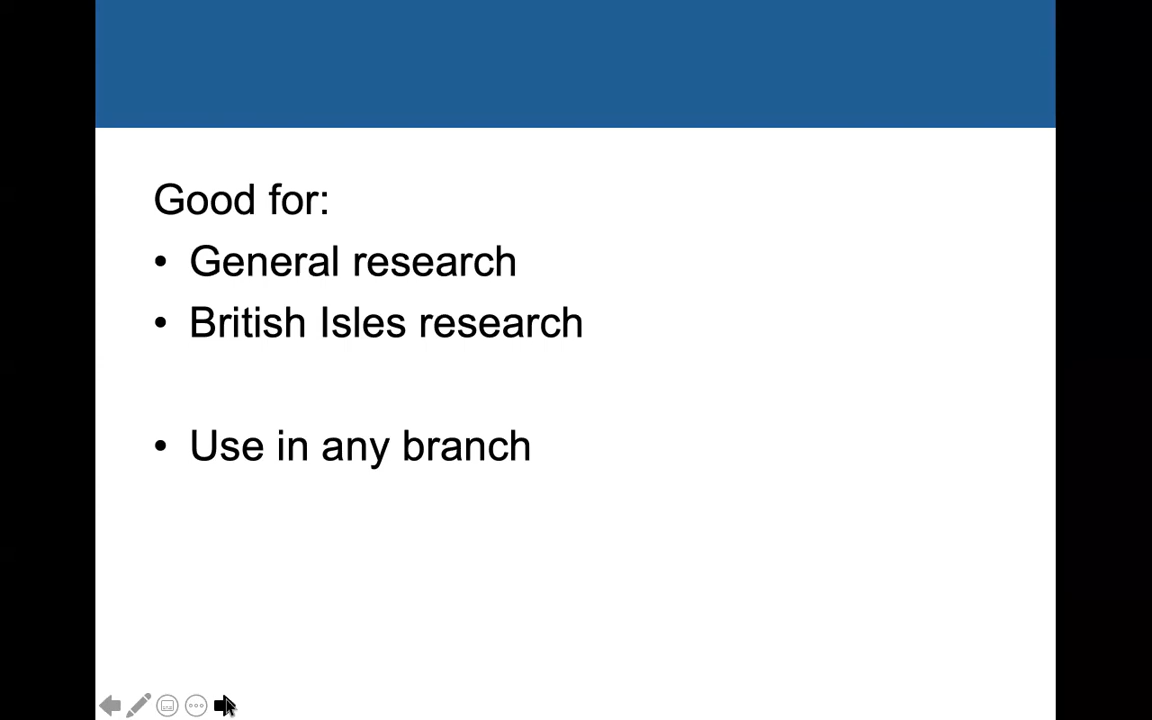 Good for:
• General research
• British Isles research
• Use in any branch